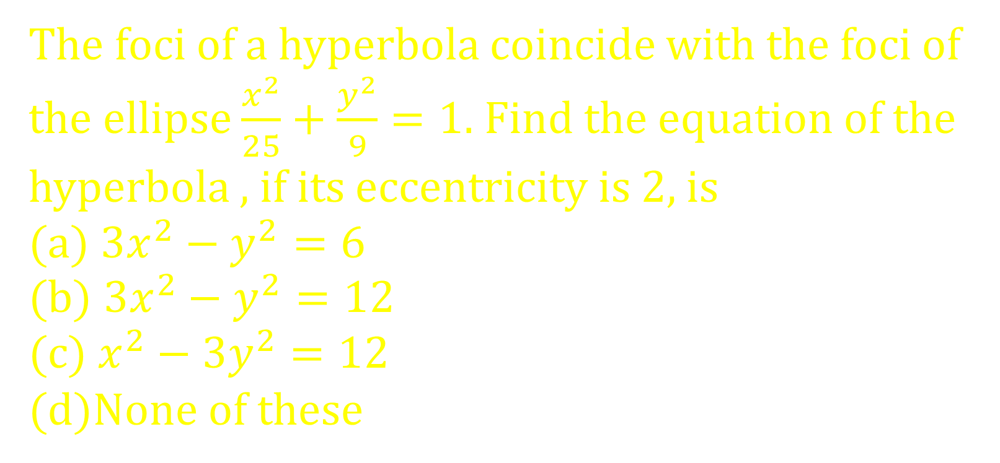 The foci of a hyperbola coincide with the foci of
the ellipse $\frac{x^2}{25} + \frac{y^2}{9} = 1$. Find the equation of the
hyperbola , if its eccentricity is 2, is
(a) $3x^2 - y^2 = 6$
(b) $3x^2 - y^2 = 12$
(c) $x^2 - 3y^2 = 12$
(d)None of these